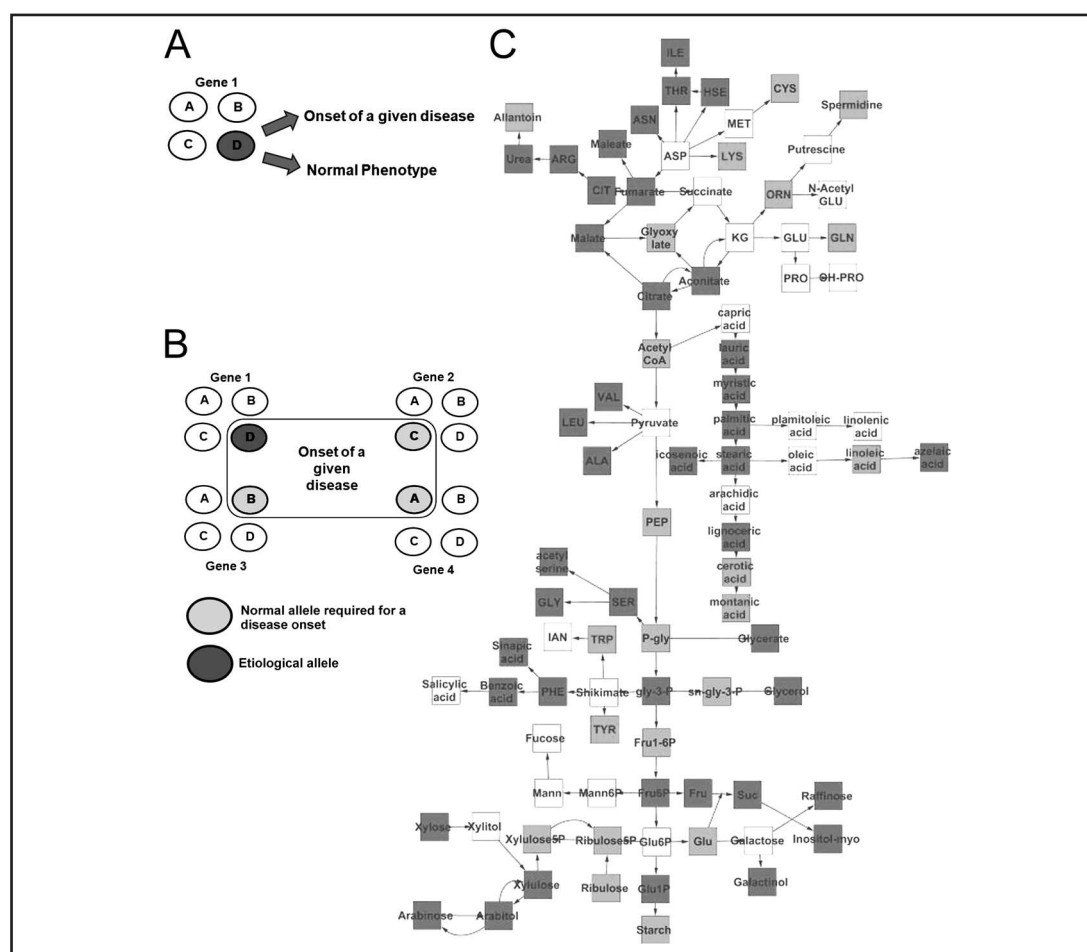 A
Gene 1
A
B
C
D
Onset of a given disease
Normal Phenotype
B
Gene 1
A
B
C
D
Gene 2
A
B
C
D
Onset of a
given
disease
A
B
C
D
Gene 3
A
B
C
D
Gene 4
Normal allele required for a
disease onset
Etiological allele
C
ILE
THR
HSE
CYS
Allantoin
ASN
MET
Spermidine
Maleate
Urea
ARG
ASP
LYS
Putrescine
CIT
Fumarate
Succinate
ORN
N-Acetyl
GLU
Malate
Glyoxy
late
KG
GLU
GLN
Aconitate
PRO
OH-PRO
Citrate
capric
acid
Acetyl
CoA
lauric
acid
myristic
acid
VAL
LEU
Pyruvate
palmitic
acid
plamitoleic
acid
linolenic
acid
ALA
icosenoic
acid
stearic
acid
oleic
acid
linoleic
acid
azelaic
acid
arachidic
acid
PEP
lignoceric
acid
acetyl
serine
cerotic
acid
GLY
SER
montanic
acid
IAN
TRP
P-gly
Glycerate
Sinapic
acid
Salicylic
acid
Benzoic
acid
PHE
Shikimate
gly-3-P
sn-gly-3-P
Glycerol
TYR
Fru1-6P
Fucose
Mann
Mann6P
Fru6P
Fru
Suc
Raffinose
Xylose
Xylitol
Xylulose5P
Ribulose5P
Glu6P
Glu
Galactose
Inositol-myo
Xylulose
Ribulose
Glu1P
Galactinol
Arabinose
Arabitol
Starch